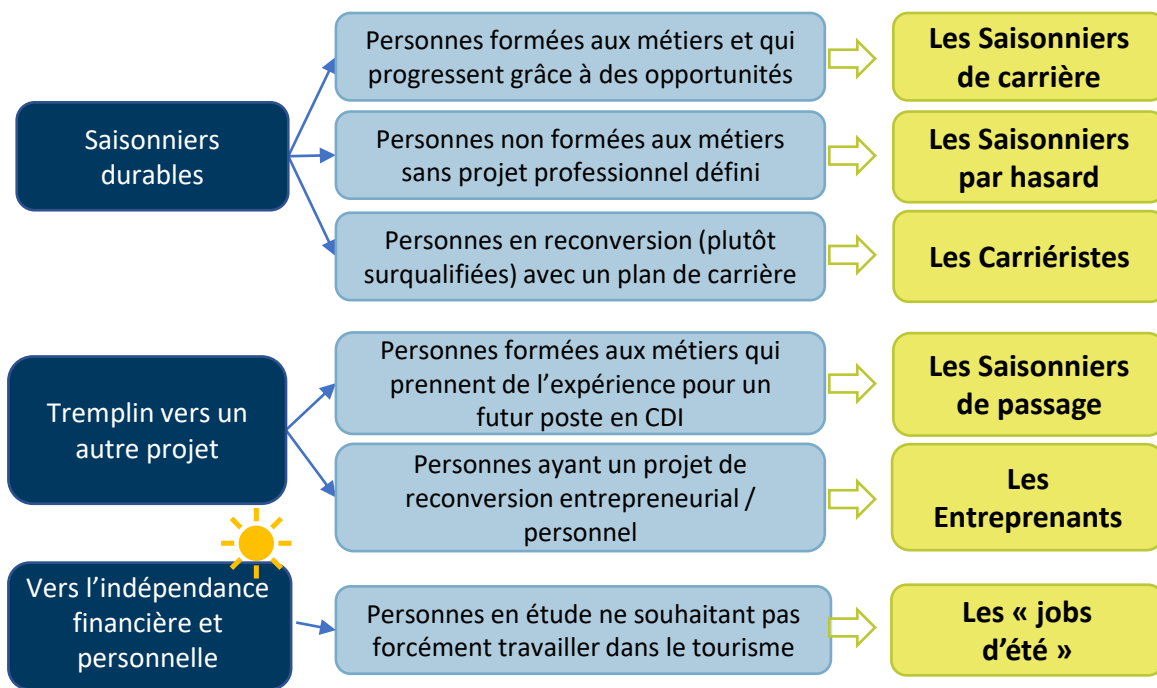 Saisonniers
durables
Personnes formées aux métiers et qui
progressent grâce à des opportunités
Les Saisonniers
de carrière
Personnes non formées aux métiers
sans projet professionnel défini
Les Saisonniers
par hasard
Personnes en reconversion (plutôt
surqualifiées) avec un plan de carrière
Les Carriéristes
Tremplin vers un
autre projet
Personnes formées aux métiers qui
prennent de l’expérience pour un
futur poste en CDI
Les Saisonniers
de passage
Personnes ayant un projet de
reconversion entrepreneurial /
personnel
Les
Entreprenants
Vers l’indépendance
financière et
personnelle
Personnes en étude ne souhaitant pas
forcément travailler dans le tourisme
Les « jobs
d’été »